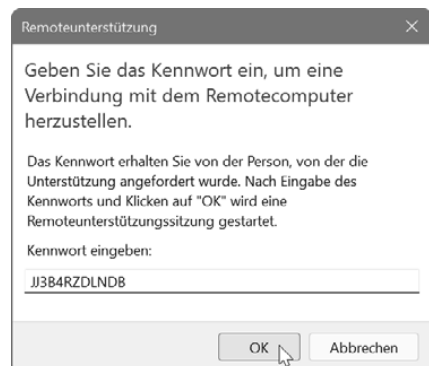 Remoteunterstützung
Geben Sie das Kennwort ein, um eine
Verbindung mit dem Remotecomputer
herzustellen.
Das Kennwort erhalten Sie von der Person, von der die
Unterstützung angefordert wurde. Nach Eingabe des
Kennworts und Klicken auf "OK" wird eine
Remoteunterstützungssitzung gestartet.
Kennwort eingeben:
JJ3B4RZDLNDB
OK Abbrechen